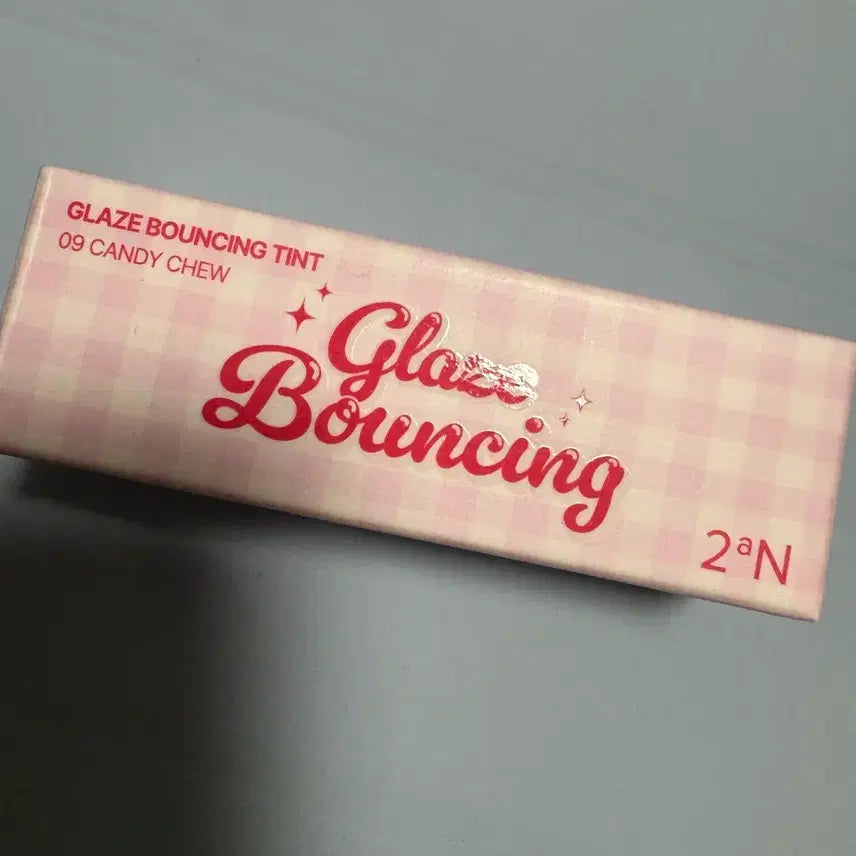 GLAZE BOUNCING TINT
09 CANDY CHEW
Glaze
Bouncing
2aN